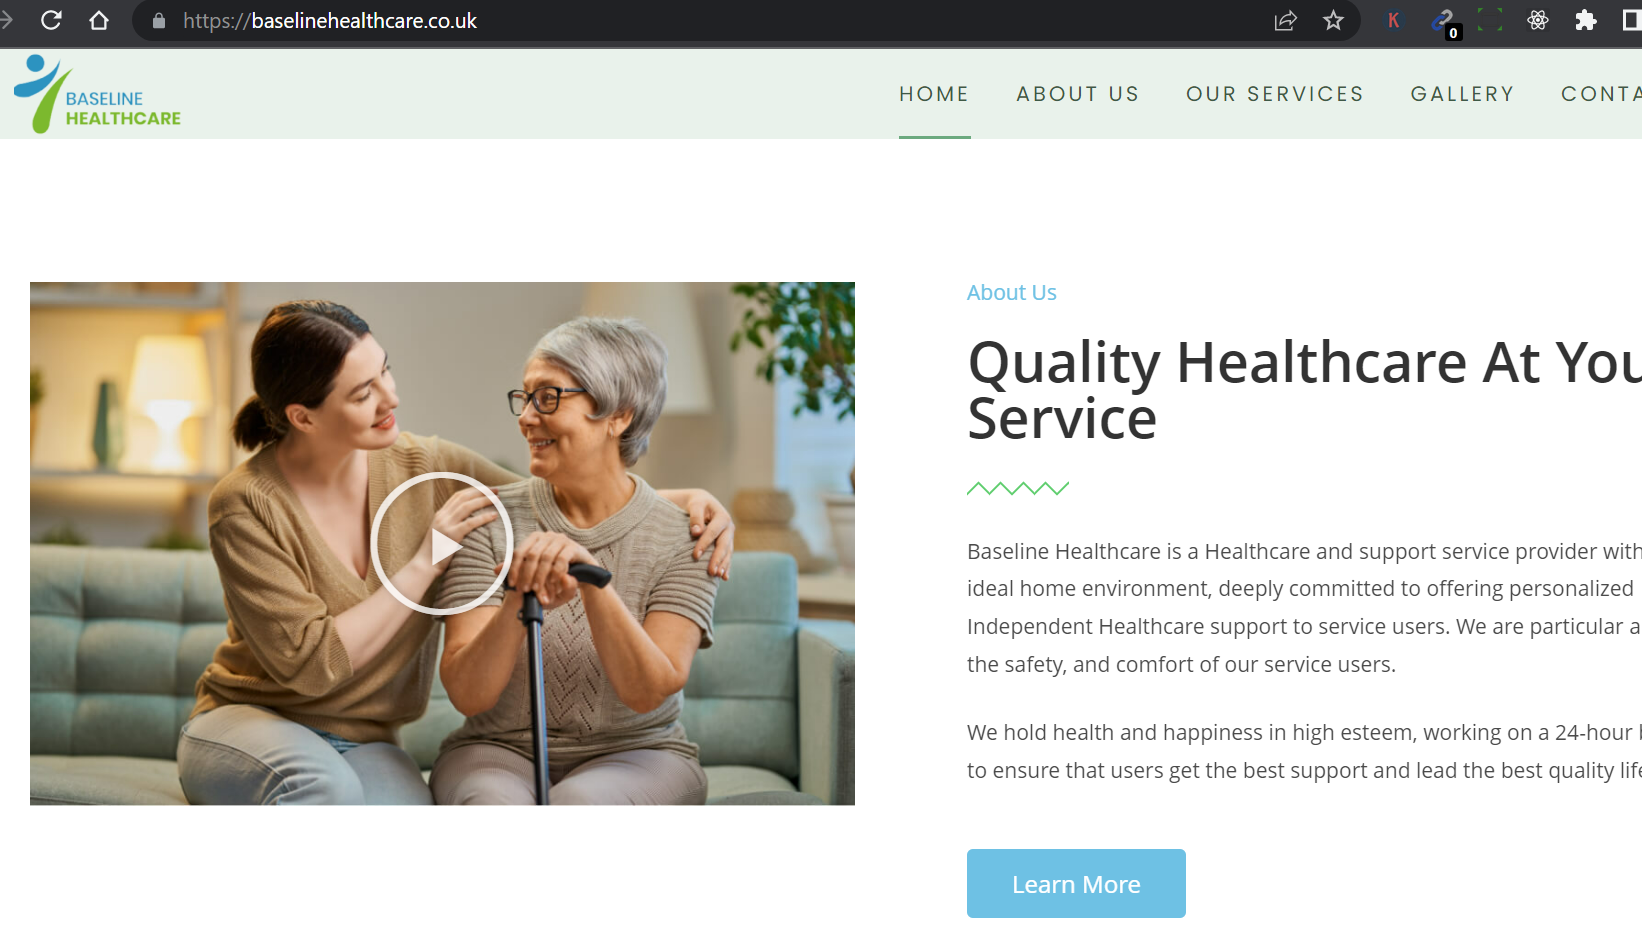 https://baselinehealthcare.co.uk
K
0
BASELINE
HEALTHCARE
HOME ABOUT US OUR SERVICES GALLERY CONTA
About Us
Quality Healthcare At You
Service
Baseline Healthcare is a Healthcare and support service provider with
ideal home environment, deeply committed to offering personalized
Independent Healthcare support to service users. We are particular a
the safety, and comfort of our service users.
We hold health and happiness in high esteem, working on a 24-hour b
to ensure that users get the best support and lead the best quality life
Learn More